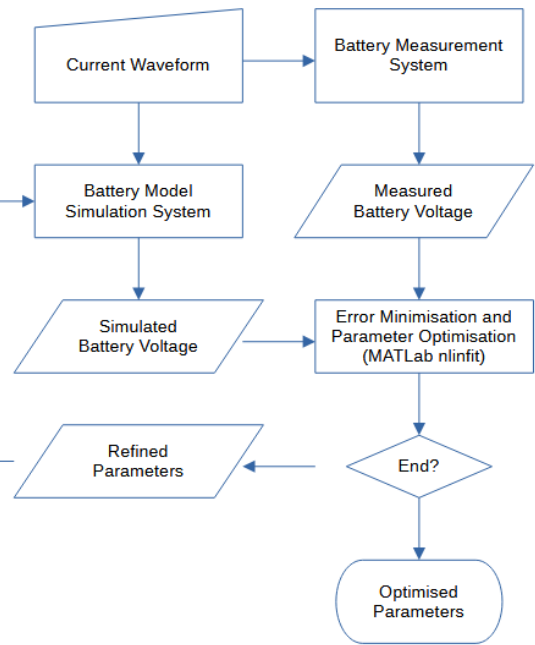 Current Waveform
Battery Measurement
System
Battery Model
Simulation System
Measured
Battery Voltage
Simulated
Battery Voltage
Error Minimisation and
Parameter Optimisation
(MATLab nlinfit)
Refined
Parameters
End?
Optimised
Parameters